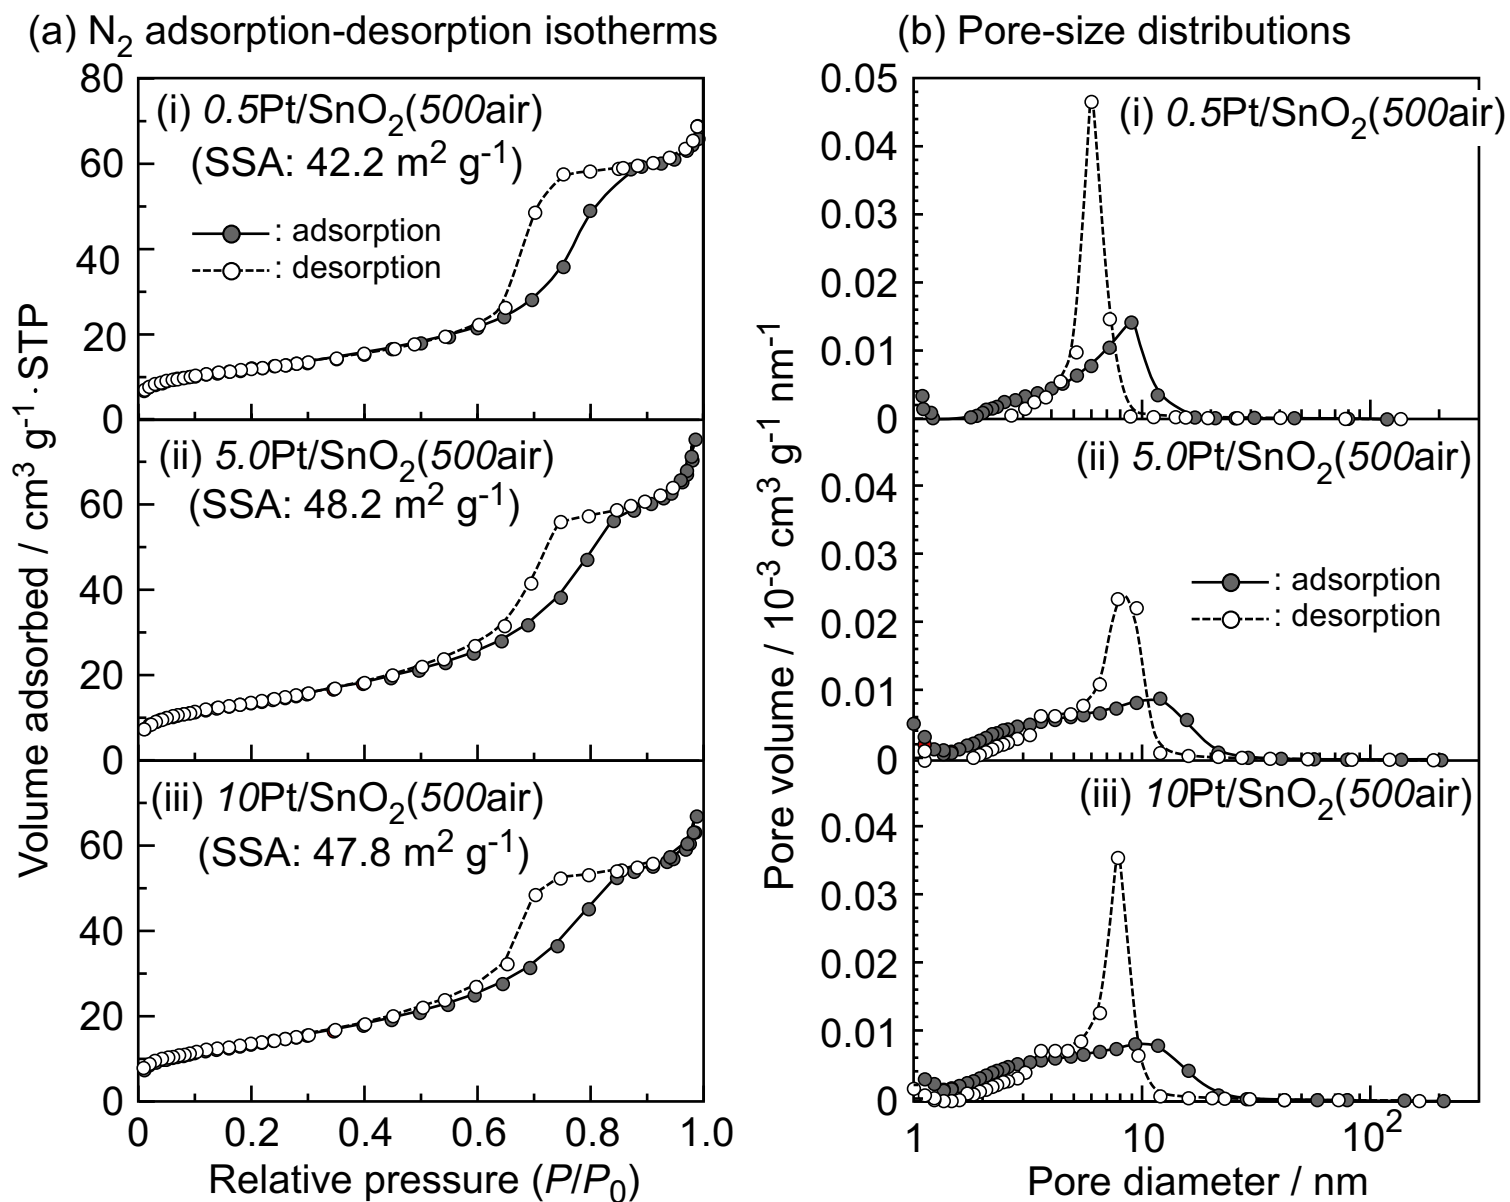 (a) N₂ adsorption-desorption isotherms
Volume adsorbed / cm³ g⁻¹·STP
80
60
40
20
0
(i) 0.5Pt/SnO₂(500air)
(SSA: 42.2 m² g⁻¹)
: adsorption
: desorption
60
40
20
0
(ii) 5.0Pt/SnO₂(500air)
(SSA: 48.2 m² g⁻¹)
60
40
20
0
(iii) 10Pt/SnO₂(500air)
(SSA: 47.8 m² g⁻¹)
0 0.2 0.4 0.6 0.8 1.0
Relative pressure (P/P₀)
(b) Pore-size distributions
Pore volume / 10⁻³ cm³ g⁻¹ nm⁻¹
0.05
0.04
0.03
0.02
0.01
0
(i) 0.5Pt/SnO₂(500air)
0.04
0.03
0.02
0.01
0
(ii) 5.0Pt/SnO₂(500air)
: adsorption
: desorption
0.04
0.03
0.02
0.01
0
(iii) 10Pt/SnO₂(500air)
1 10 10²
Pore diameter / nm